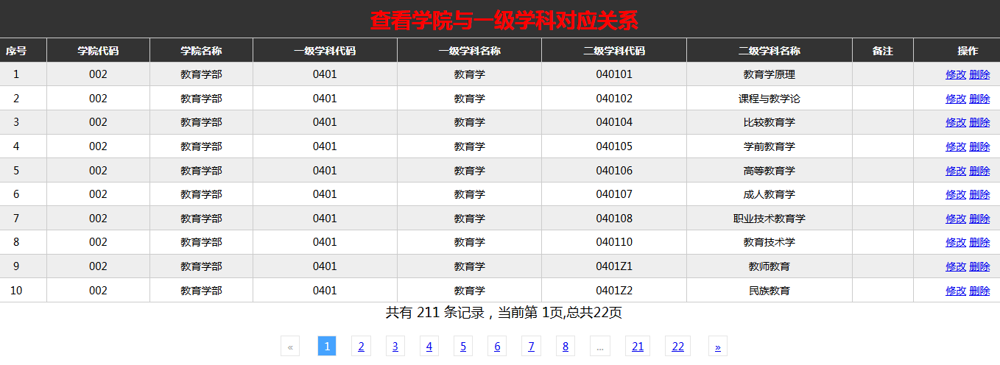 查看学院与一级学科对应关系
序号 学院代码 学院名称 一级学科代码 一级学科名称 二级学科代码 二级学科名称 备注 操作
1 002 教育学部 0401 教育学 040101 教育学原理 修改 删除
2 002 教育学部 0401 教育学 040102 课程与教学论 修改 删除
3 002 教育学部 0401 教育学 040104 比较教育学 修改 删除
4 002 教育学部 0401 教育学 040105 学前教育学 修改 删除
5 002 教育学部 0401 教育学 040106 高等教育学 修改 删除
6 002 教育学部 0401 教育学 040107 成人教育学 修改 删除
7 002 教育学部 0401 教育学 040108 职业技术教育学 修改 删除
8 002 教育学部 0401 教育学 040110 教育技术学 修改 删除
9 002 教育学部 0401 教育学 0401Z1 教师教育 修改 删除
10 002 教育学部 0401 教育学 0401Z2 民族教育 修改 删除
共有 211 条记录，当前第 1页,总共22页
« 1 2 3 4 5 6 7 8 ... 21 22 »